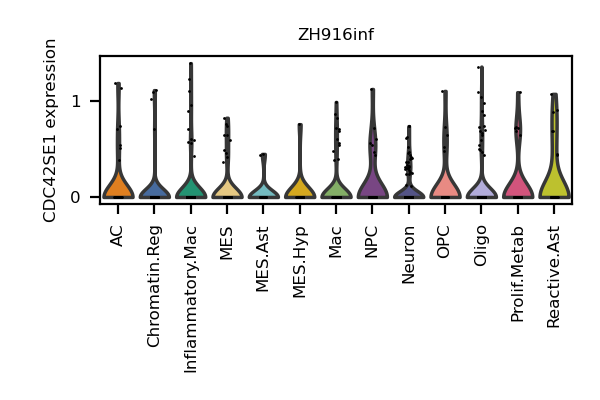 ZH916inf
CDC42SE1 expression
1
0
AC
Chromatin.Reg
Inflammatory.Mac
MES
MES.Ast
MES.Hyp
Mac
NPC
Neuron
OPC
Oligo
Prolif.Metab
Reactive.Ast